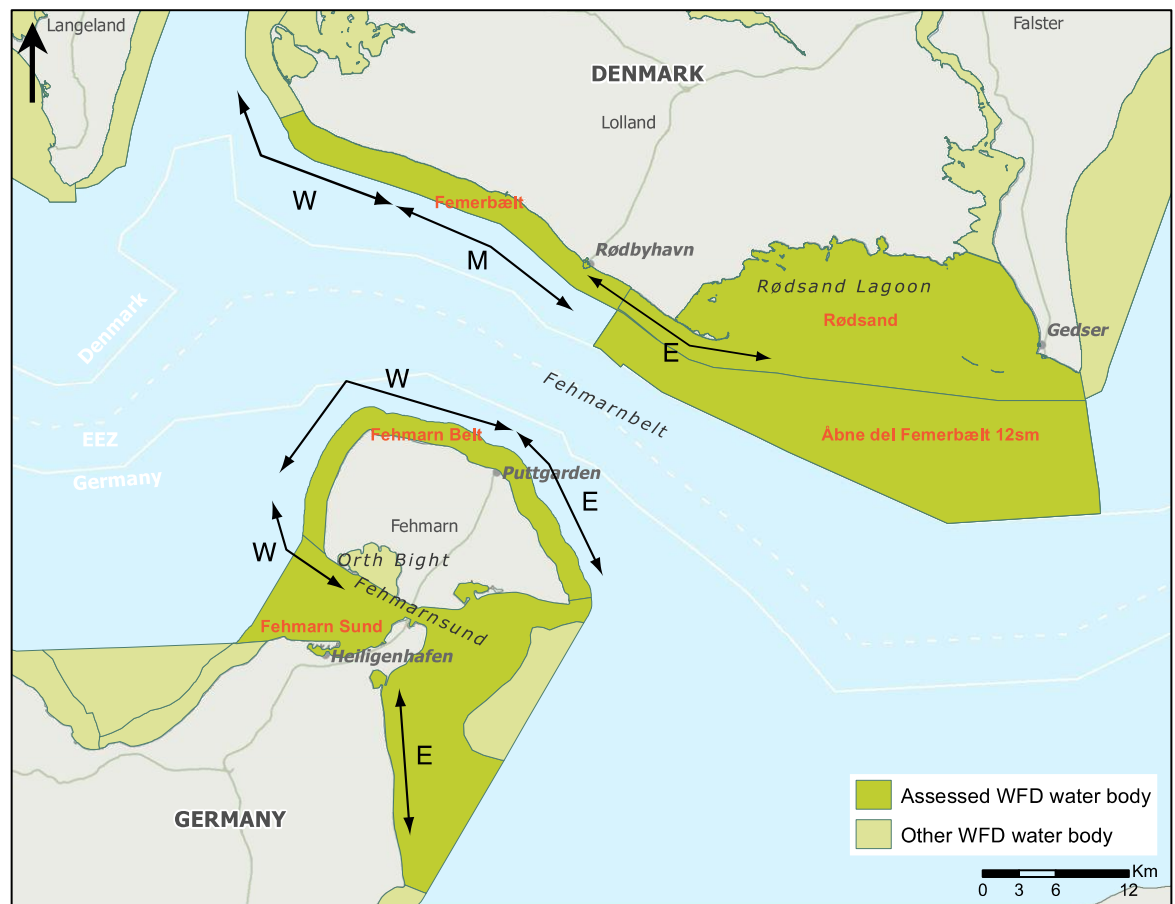 Langeland
Falster
DENMARK
Lolland
W
Femerbælt
M
Rødbyhavn
Rødsand Lagoon
Rødsand
Gedser
E
Denmark
EEZ
Germany
W
Fehmarnbelt
Fehmarn Belt
Åbne del Femerbælt 12sm
Puttgarden
E
Fehmarn
W
Orth Bight
Fehmarnsund
Fehmarn Sund
Heiligenhafen
E
GERMANY
Assessed WFD water body
Other WFD water body
Km
0 3 6 12